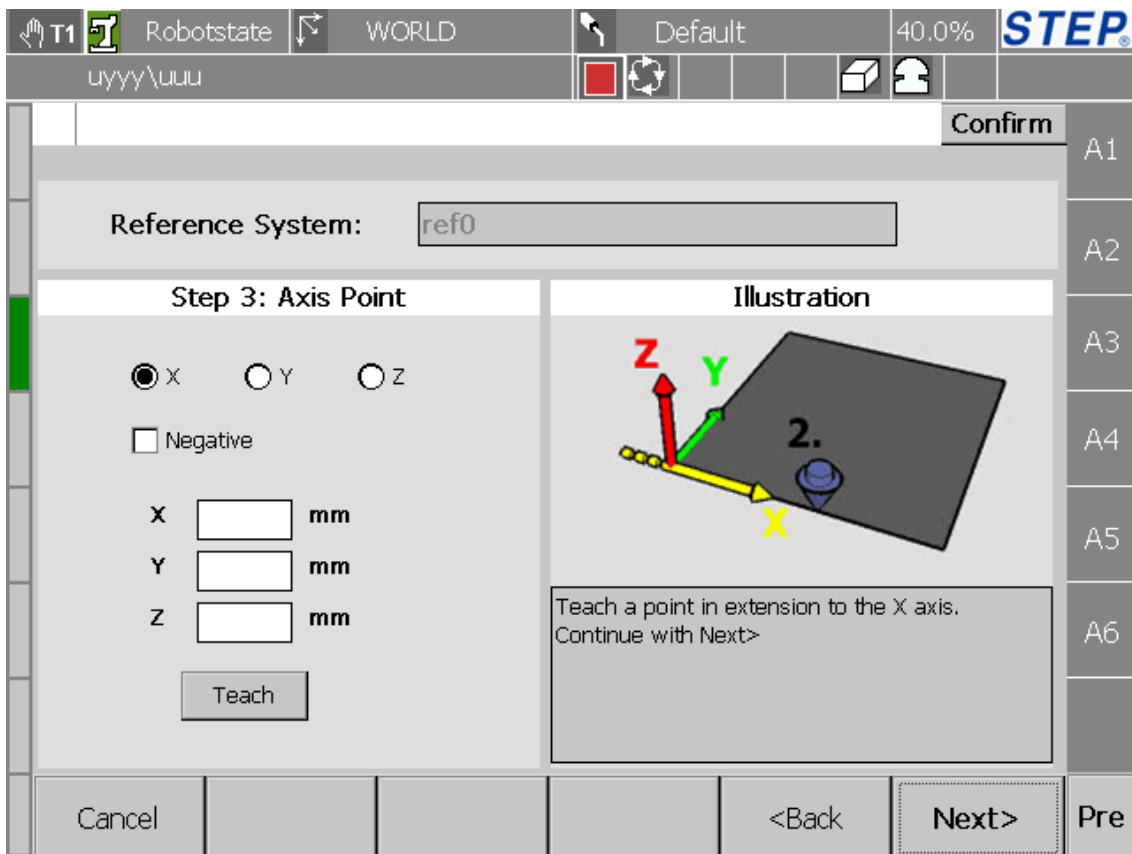 T1 Robotstate WORLD Default 40.0% STEP®
uyyy\uuu
Confirm
A1
Reference System: ref0
A2
Step 3: Axis Point
Illustration
A3
X Y Z
Negative
Z Y
2.
X
A4
X mm
Y mm
Z mm
A5
Teach a point in extension to the X axis.
Continue with Next>
A6
Teach
Cancel <Back Next> Pre